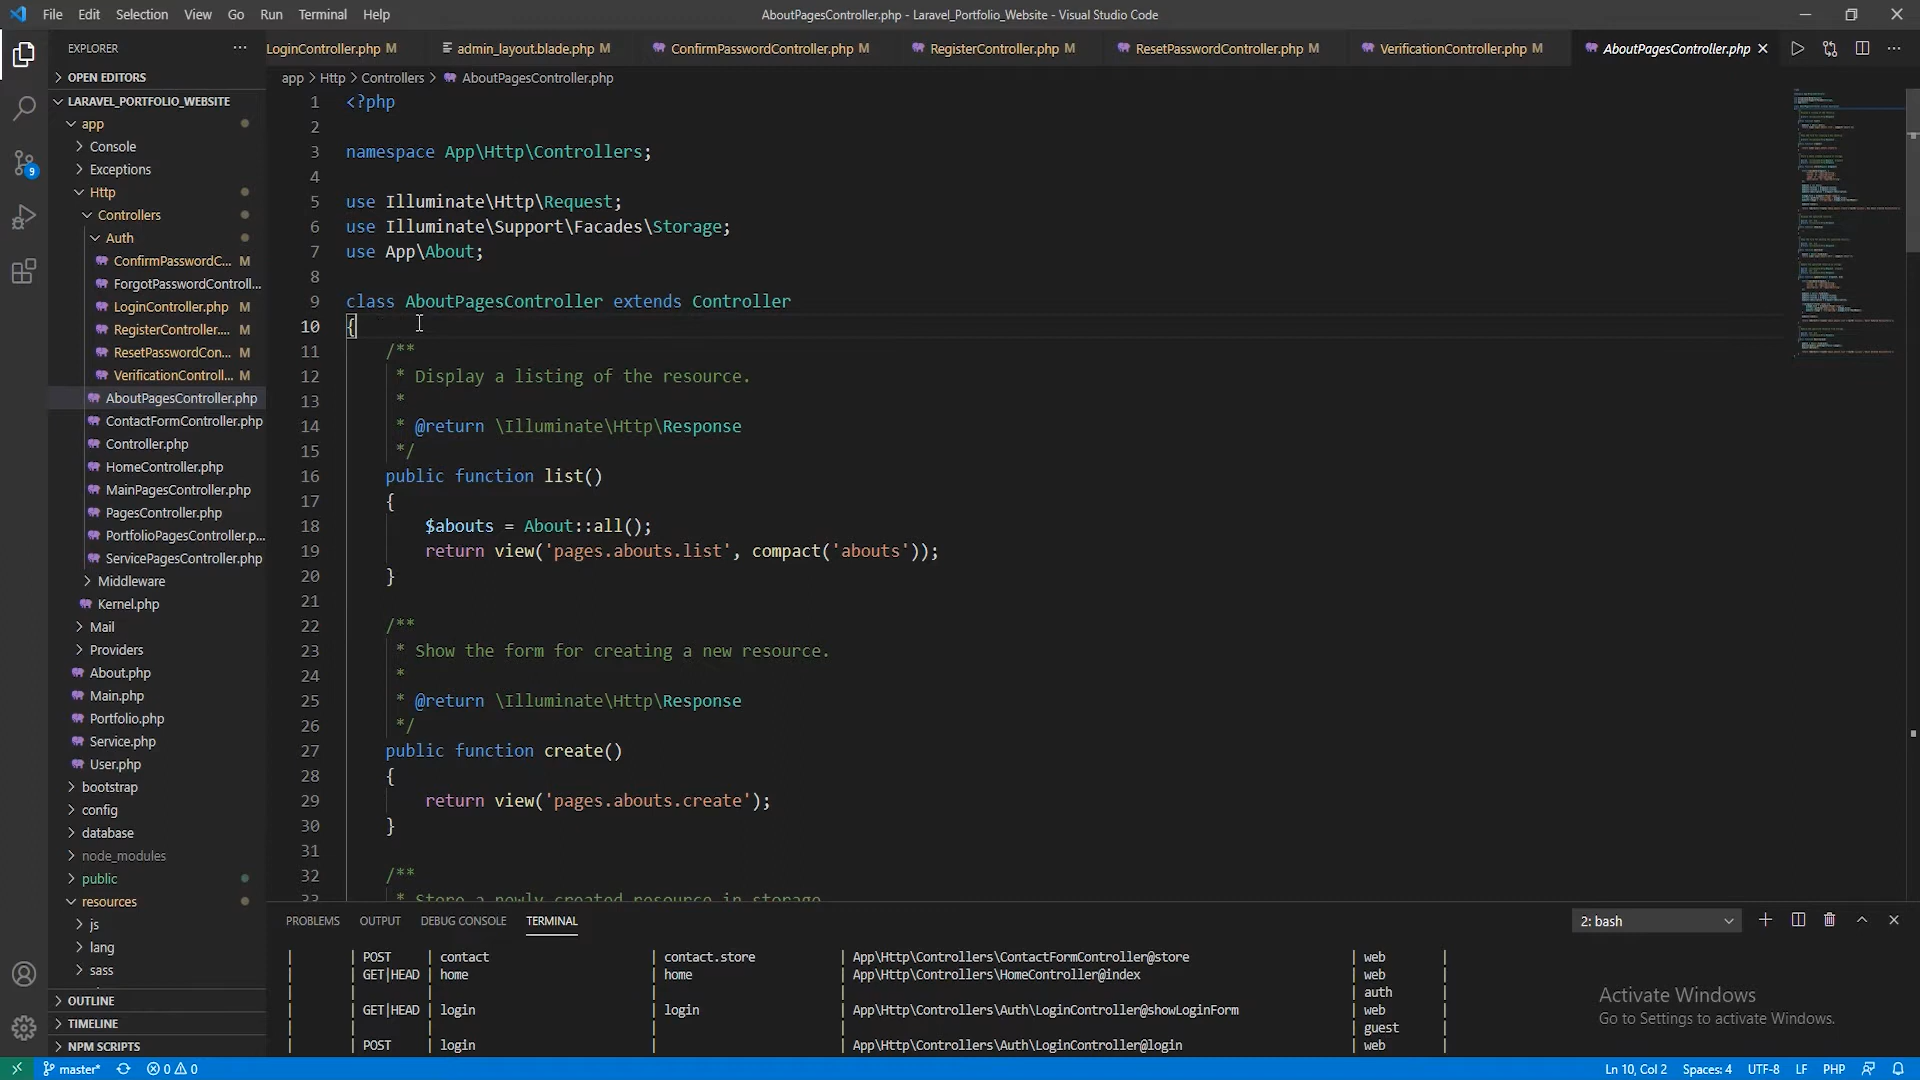 File Edit Selection View Go Run Terminal Help
AboutPagesController.php - Laravel_Portfolio_Website - Visual Studio Code
EXPLORER
LoginController.php M
admin_layout.blade.php M
ConfirmPasswordController.php M
RegisterController.php M
ResetPasswordController.php M
VerificationController.php M
AboutPagesController.php
OPEN EDITORS
LARAVEL_PORTFOLIO_WEBSITE
app
Console
Exceptions
Http
Controllers
Auth
ConfirmPasswordC... M
ForgotPasswordControll...
LoginController.php M
RegisterController.... M
ResetPasswordCon... M
VerificationControll... M
AboutPagesController.php
ContactFormController.php
Controller.php
HomeController.php
MainPagesController.php
PagesController.php
PortfolioPagesController.p...
ServicePagesController.php
Middleware
Kernel.php
Mail
Providers
About.php
Main.php
Portfolio.php
Service.php
User.php
bootstrap
config
database
node_modules
public
resources
js
lang
sass
OUTLINE
TIMELINE
NPM SCRIPTS
9
app > Http > Controllers > AboutPagesController.php
1 <?php
2
3 namespace App\Http\Controllers;
4
5 use Illuminate\Http\Request;
6 use Illuminate\Support\Facades\Storage;
7 use App\About;
8
9 class AboutPagesController extends Controller
10 {
11 /**
12 * Display a listing of the resource.
13 *
14 * @return \Illuminate\Http\Response
15 */
16 public function list()
17 {
18 $abouts = About::all();
19 return view('pages.abouts.list', compact('abouts'));
20 }
21
22 /**
23 * Show the form for creating a new resource.
24 *
25 * @return \Illuminate\Http\Response
26 */
27 public function create()
28 {
29 return view('pages.abouts.create');
30 }
31
32 /**
33 * Store a newly created resource in storage
PROBLEMS OUTPUT DEBUG CONSOLE TERMINAL
2: bash
| | POST | contact | contact.store | App\Http\Controllers\ContactFormController@store | web |
| | GET|HEAD | home | home | App\Http\Controllers\HomeController@index | web |
| | | | | | auth |
| | GET|HEAD | login | login | App\Http\Controllers\Auth\LoginController@showLoginForm | web |
| | | | | | guest |
| | POST | login | | App\Http\Controllers\Auth\LoginController@login | web |
Activate Windows
Go to Settings to activate Windows.
master* 0 0
Ln 10, Col 2 Spaces: 4 UTF-8 LF PHP